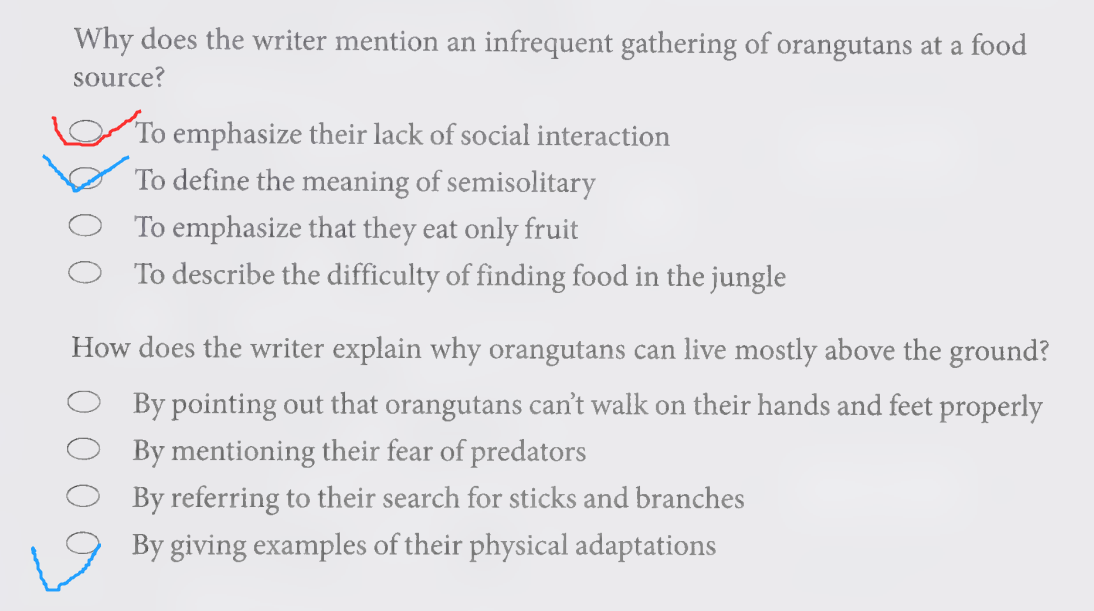 Why does the writer mention an infrequent gathering of orangutans at a food
source?
To emphasize their lack of social interaction
To define the meaning of semisolitary
To emphasize that they eat only fruit
To describe the difficulty of finding food in the jungle
How does the writer explain why orangutans can live mostly above the ground?
By pointing out that orangutans can't walk on their hands and feet properly
By mentioning their fear of predators
By referring to their search for sticks and branches
By giving examples of their physical adaptations